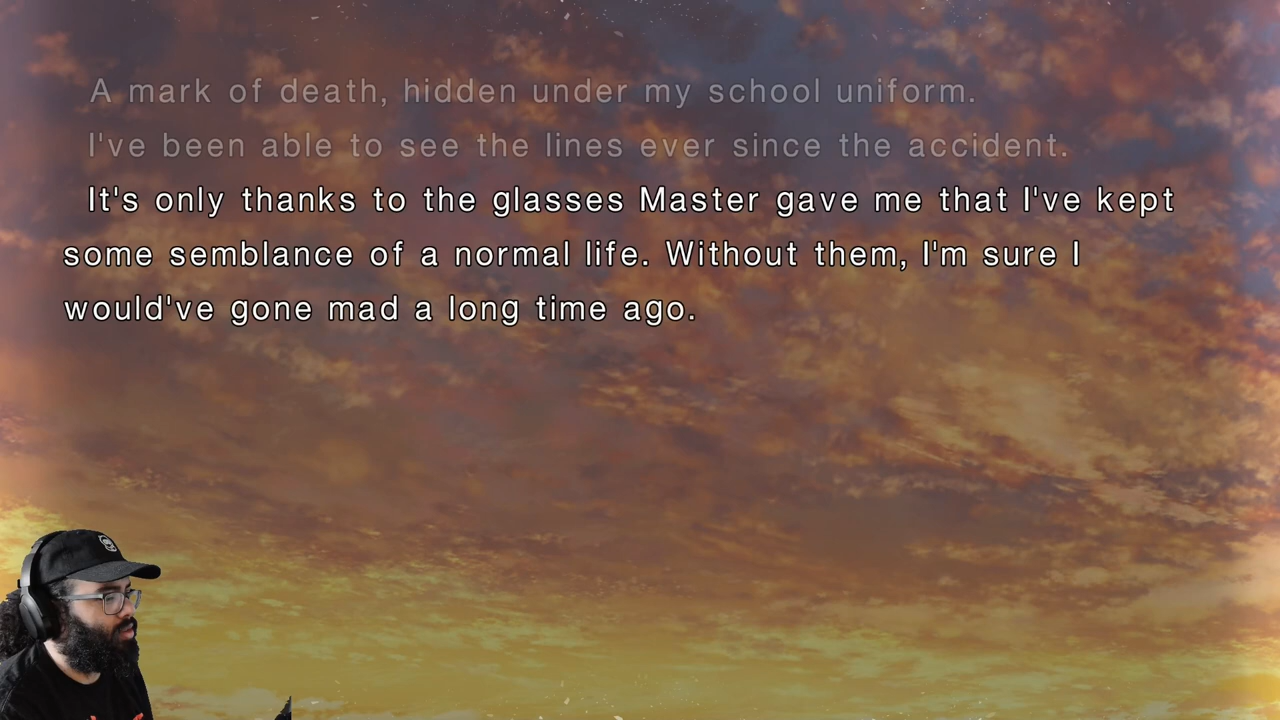 A mark of death, hidden under my school uniform.
I've been able to see the lines ever since the accident.
It's only thanks to the glasses Master gave me that I've kept
some semblance of a normal life. Without them, I'm sure I
would've gone mad a long time ago.